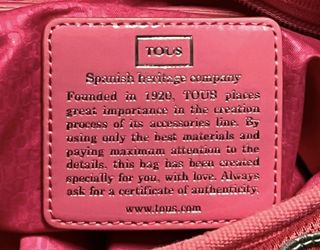 TOUS
Spanish heritage company
Founded in 1920, TOUS places
great importance in the creation
process of its accessories line. By
using only the best materials and
paying maximum attention to the
details, this bag has been created
specially for you, with love. Always
ask for a certificate of authenticity.
www.tous.com